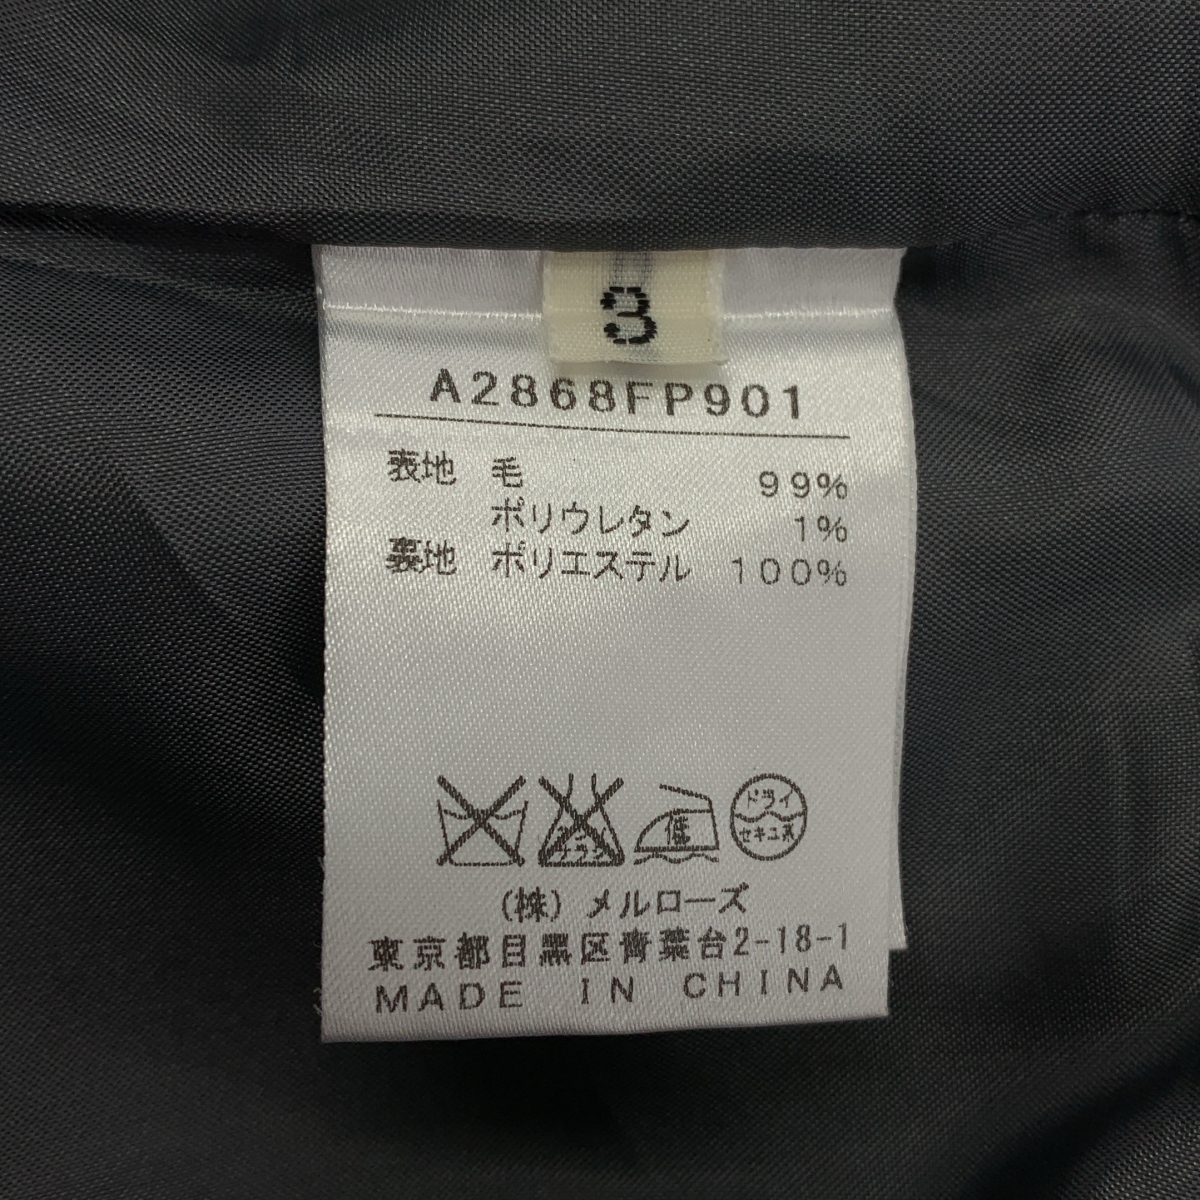 3
A2868FP901
表地 毛 99%
ポリウレタン 1%
裏地 ポリエステル 100%
低
ドライ
セキユ系
(株) メルローズ
東京都目黒区青葉台2-18-1
MADE IN CHINA